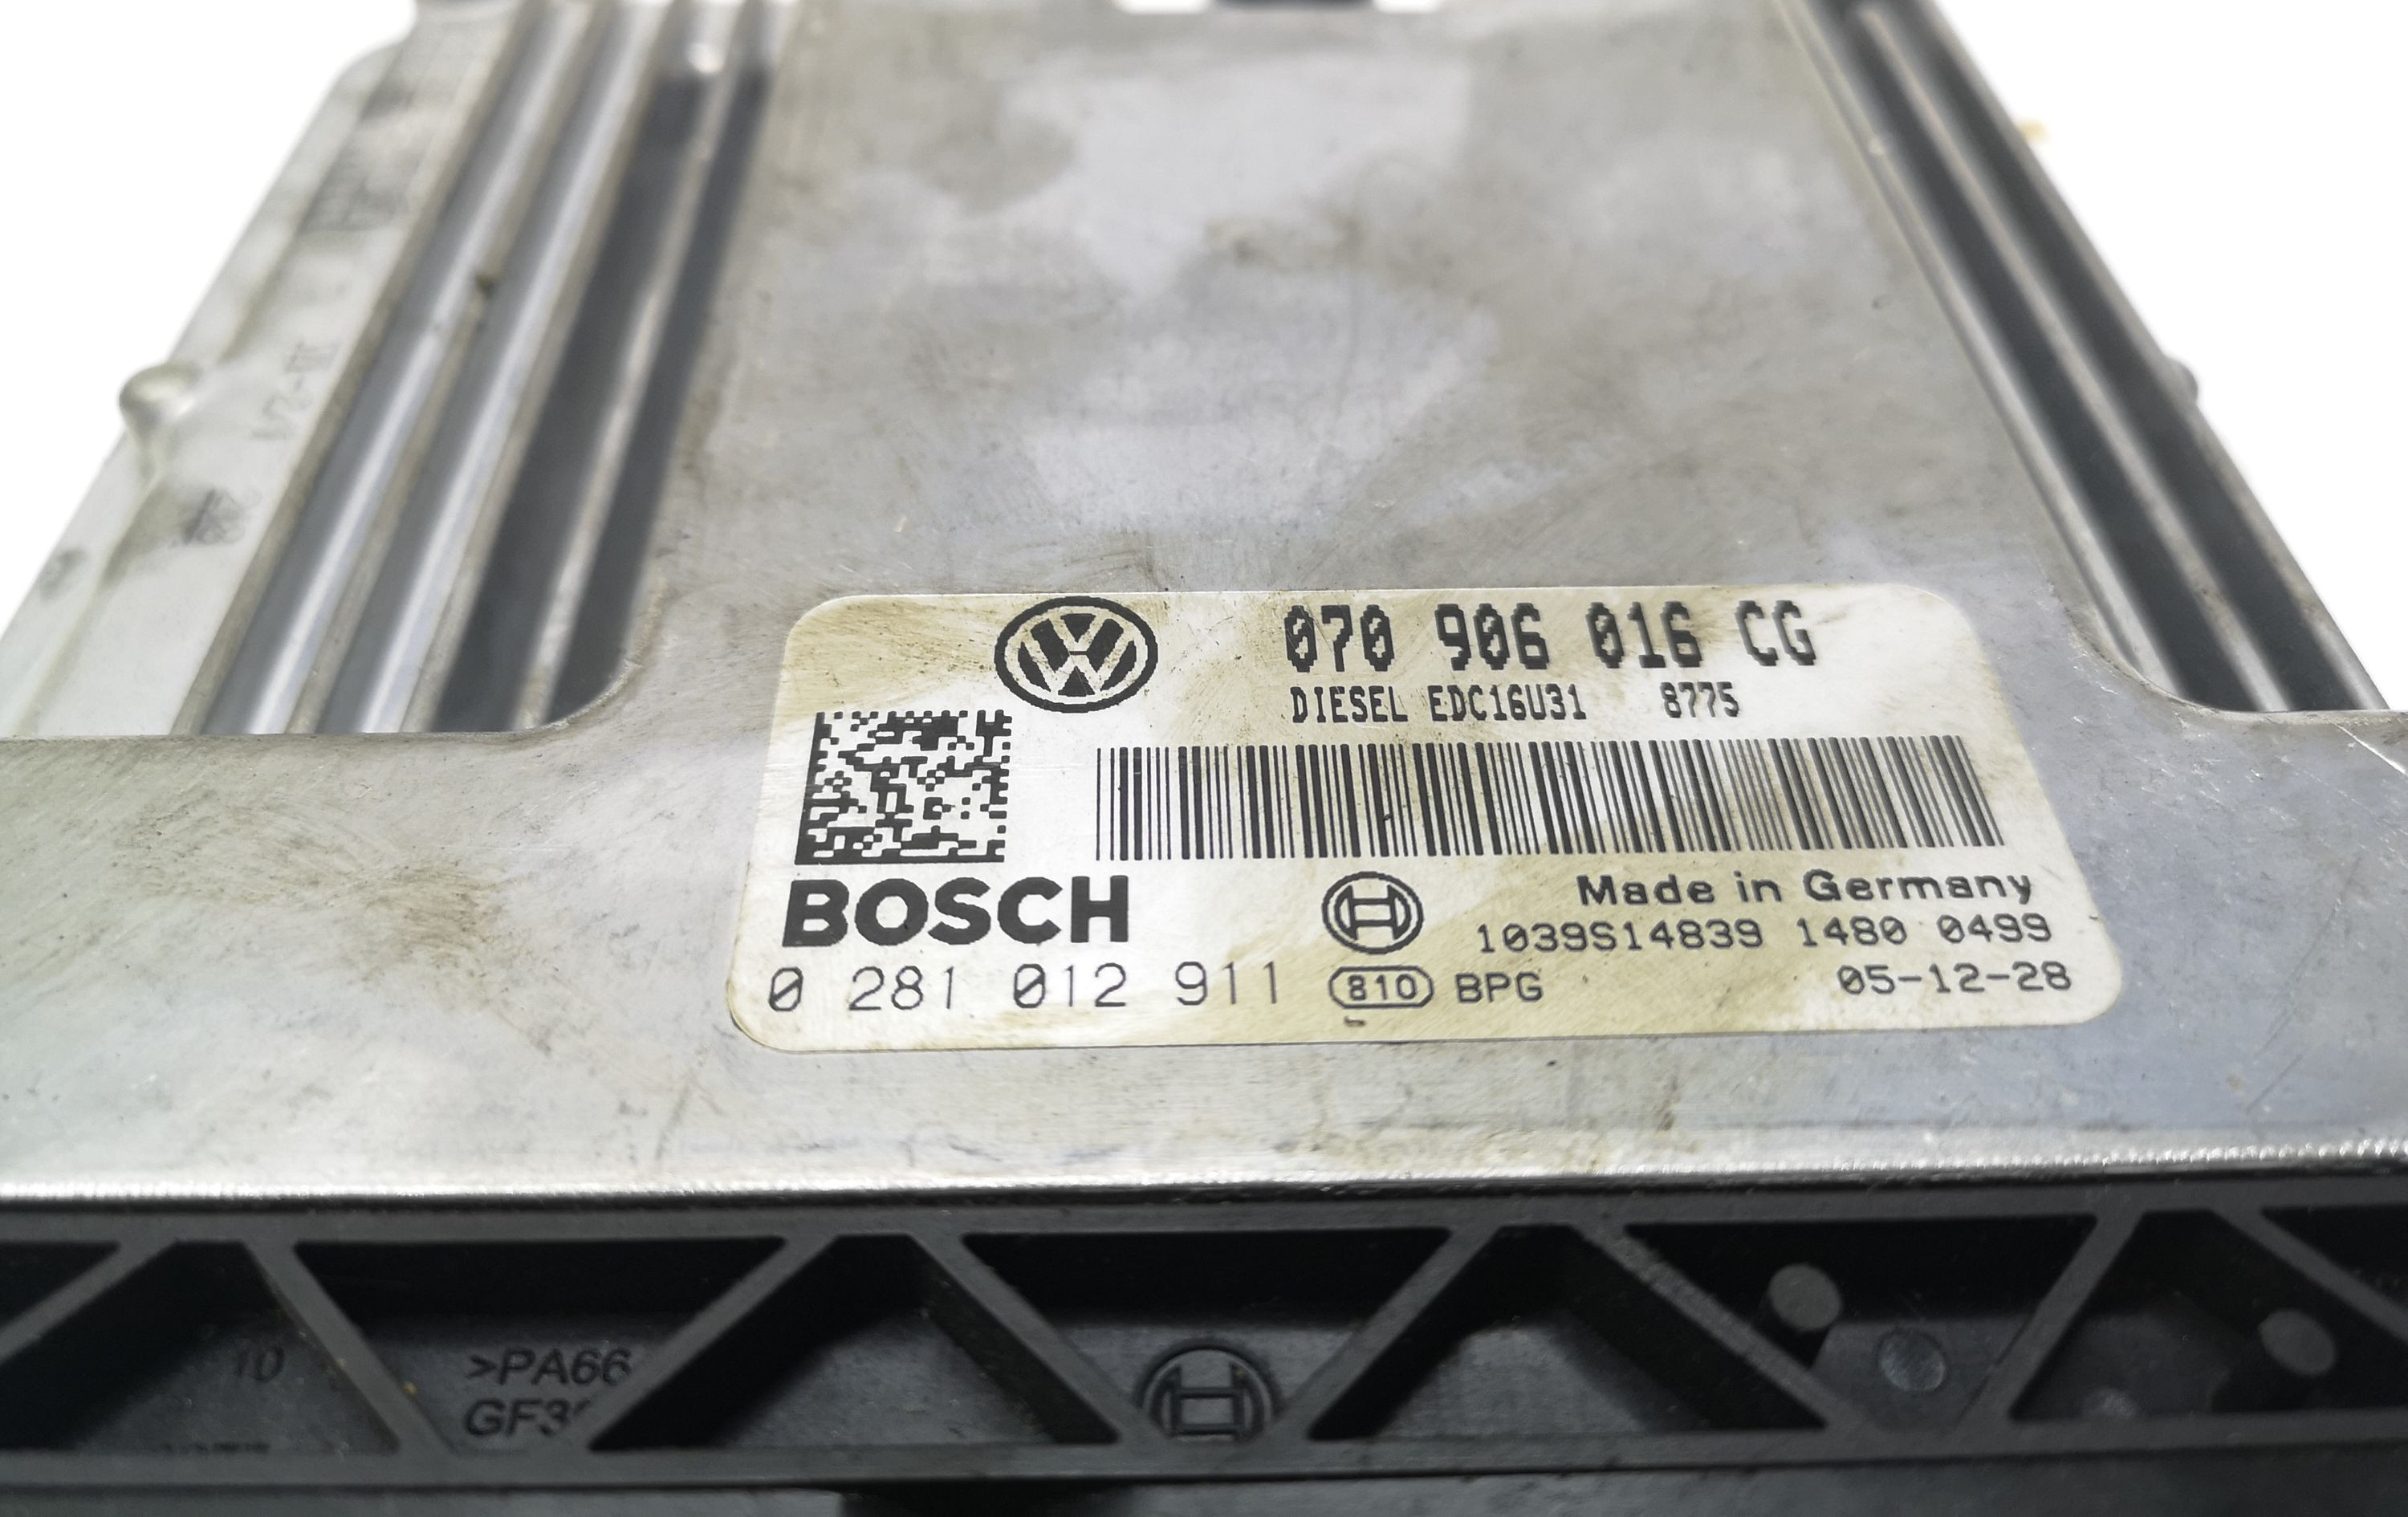 070 906 016 CG
DIESEL EDC16U31 8775
BOSCH
Made in Germany
1039S14839 1480 0499
0 281 012 911 810 BPG 05-12-28
10
>PA66